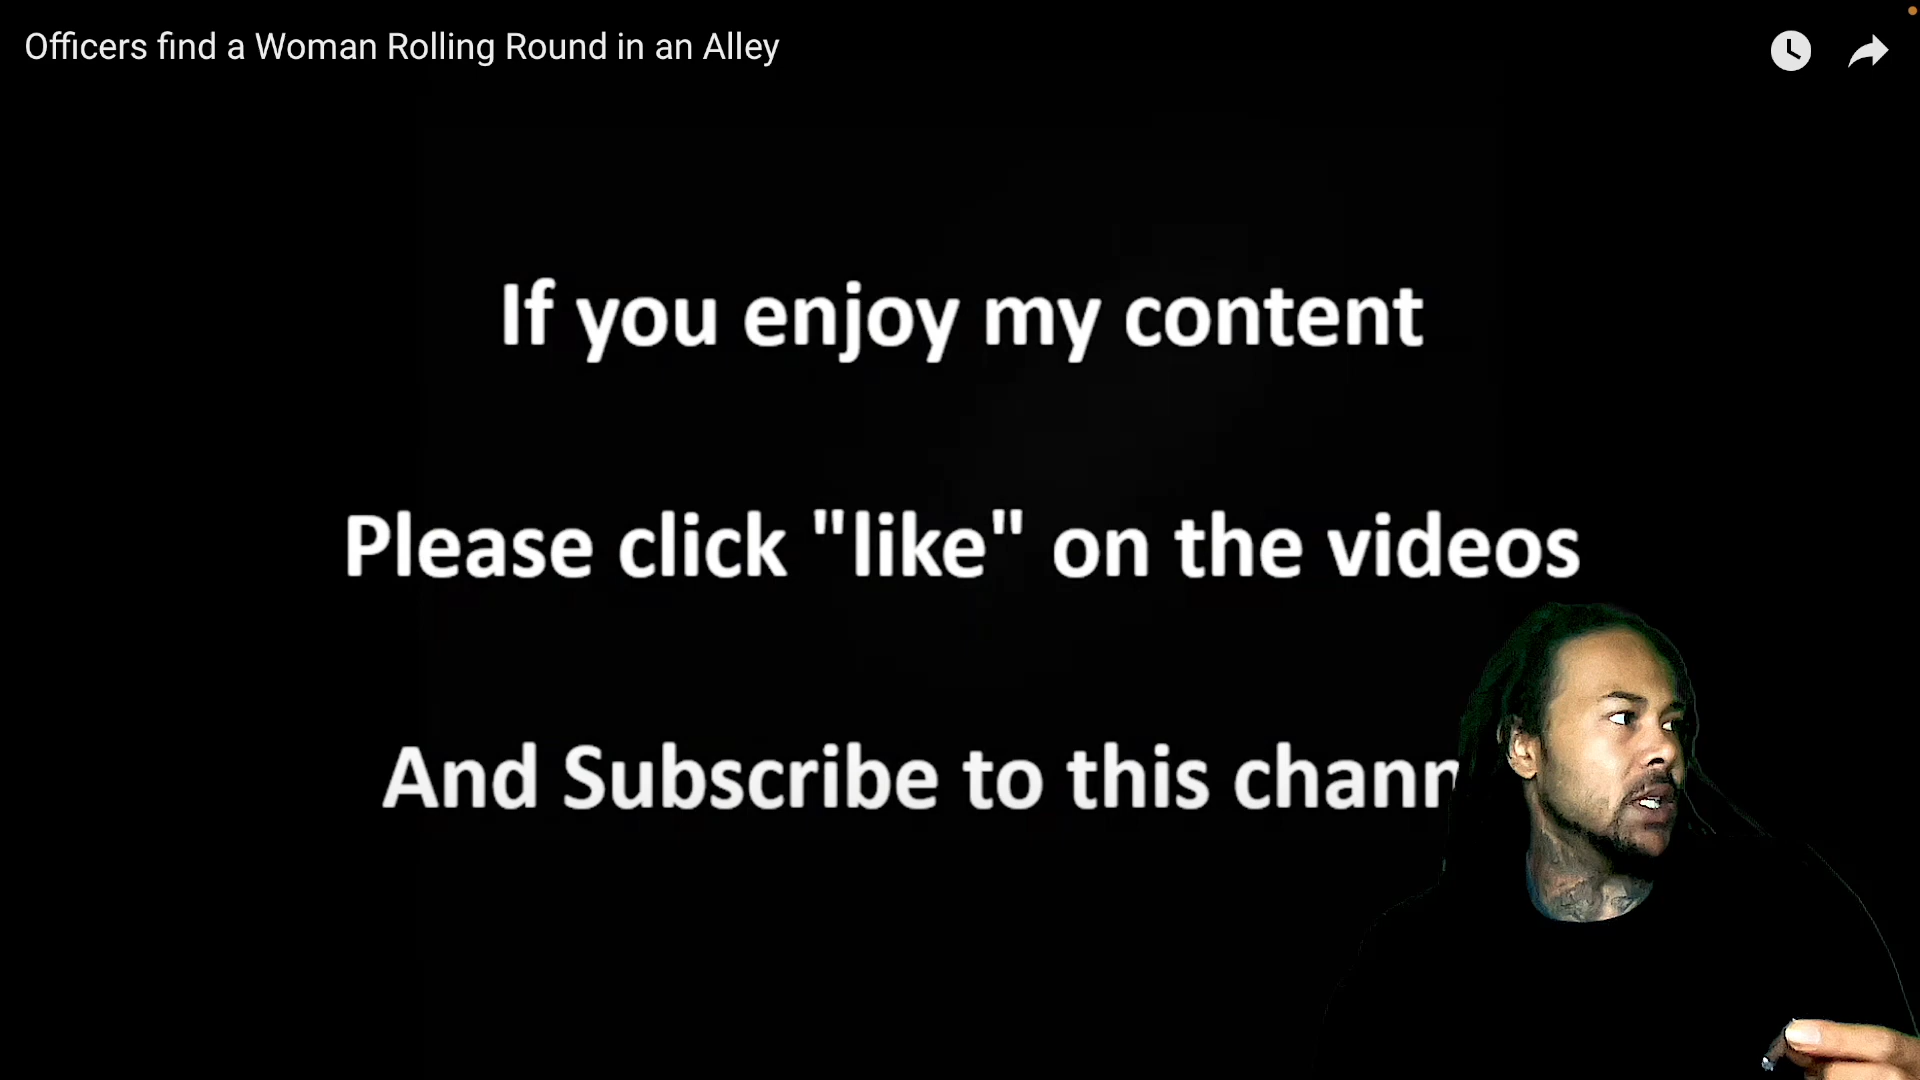 Officers find a Woman Rolling Round in an Alley
If you enjoy my content
Please click "like" on the videos
And Subscribe to this chann